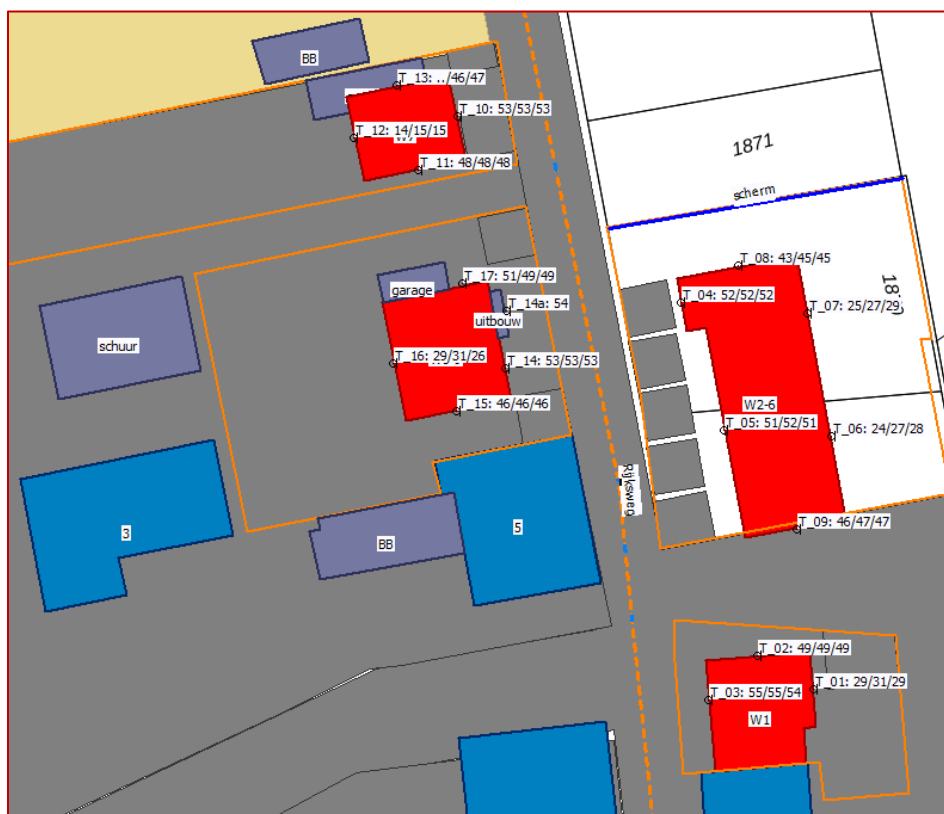 BB
T_13: ../46/47
T_10: 53/53/53
T_12: 14/15/15
T_11: 48/48/48
1871
scherm
T_08: 43/45/45
T_17: 51/49/49
garage
T_14a: 54
T_04: 52/52/52
T_07: 25/27/29
uitbouw
schuur
T_16: 29/31/26
T_14: 53/53/53
W2-6
T_15: 46/46/46
T_05: 51/52/51
T_06: 24/27/28
Rijksweg
3
BB
5
T_09: 46/47/47
T_02: 49/49/49
T_01: 29/31/29
T_03: 55/55/54
W1